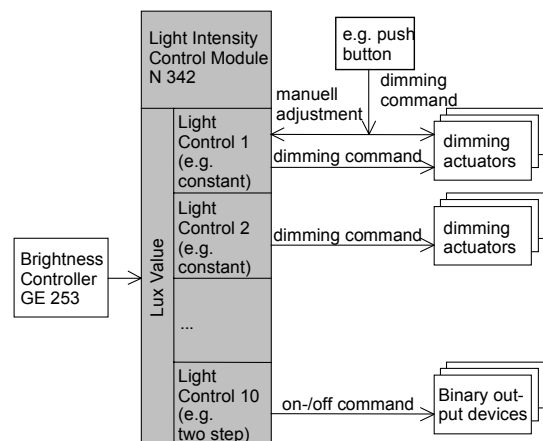 Light Intensity
Control Module
N 342
e.g. push
button
manuell
adjustment
dimming
command
Light
Control 1
(e.g.
constant)
dimming command
dimming
actuators
Light
Control 2
(e.g.
constant)
dimming command
dimming
actuators
Brightness
Controller
GE 253
Lux Value
...
Light
Control 10
(e.g.
two step)
on-/off command
Binary out-
put devices